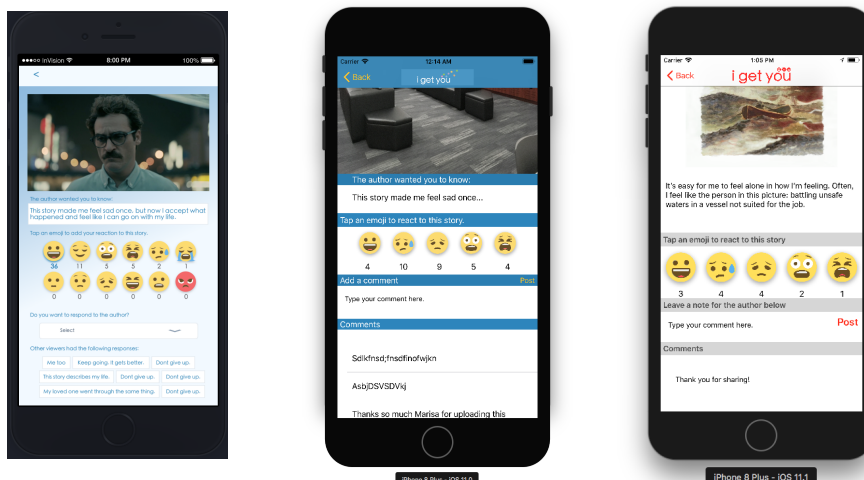 ●●●○○ InVision 8:00 PM 100%
<
The author wanted you to know:
This story made me feel sad once, but now I accept what
happened and feel like I can go on with my life.
Tap an emoji to add your reaction to this story.
36 11 5 5 2 1
0 0 0 0 0 0
Do you want to respond to the author?
Select
Other viewers had the following responses:
Me too. Keep going. It gets better. Dont give up.
This story describes my life. Dont give up. Dont give up.
My loved one went through the same thing. Dont give up.
Carrier 12:14 AM
Back i get you
The author wanted you to know:
This story made me feel sad once...
Tap an emoji to react to this story.
4 10 9 5 4
Add a comment Post
Type your comment here.
Comments
Sdlkfnsd;fnsdfinofwjkn
AsbjDSVSDVkj
Thanks so much Marisa for uploading this
iPhone 8 Plus - iOS 11.0
Carrier 1:05 PM
Back i get you
It's easy for me to feel alone in how I'm feeling. Often,
I feel like the person in this picture: battling unsafe
waters in a vessel not suited for the job.
Tap an emoji to react to this story
3 4 4 2 1
Leave a note for the author below
Type your comment here. Post
Comments
Thank you for sharing!
iPhone 8 Plus - iOS 11.1